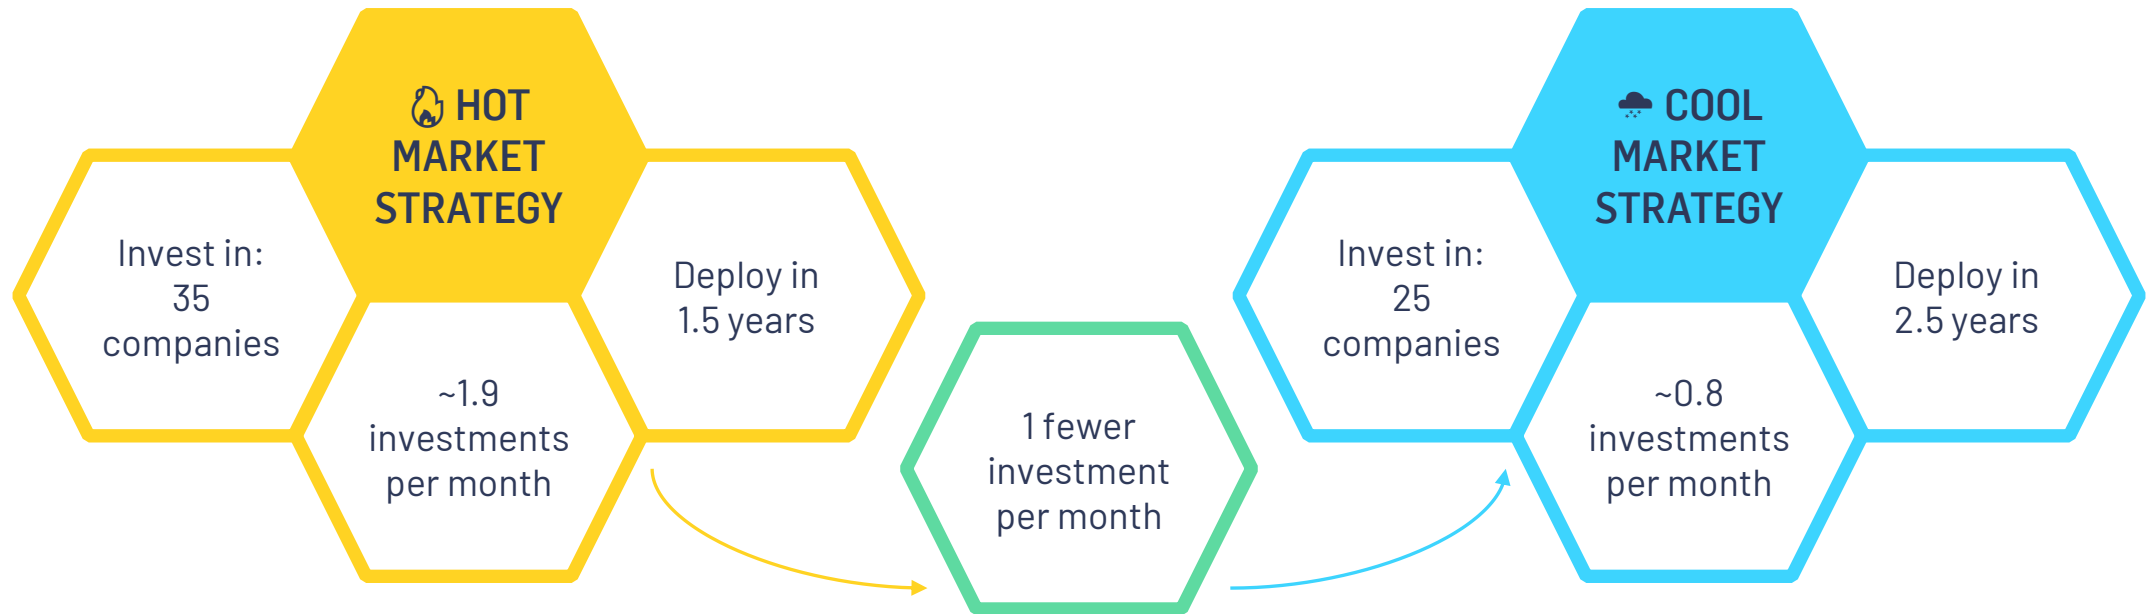 HOT
MARKET
STRATEGY
Invest in:
35
companies
~1.9
investments
per month
Deploy in
1.5 years
1 fewer
investment
per month
COOL
MARKET
STRATEGY
Invest in:
25
companies
~0.8
investments
per month
Deploy in
2.5 years